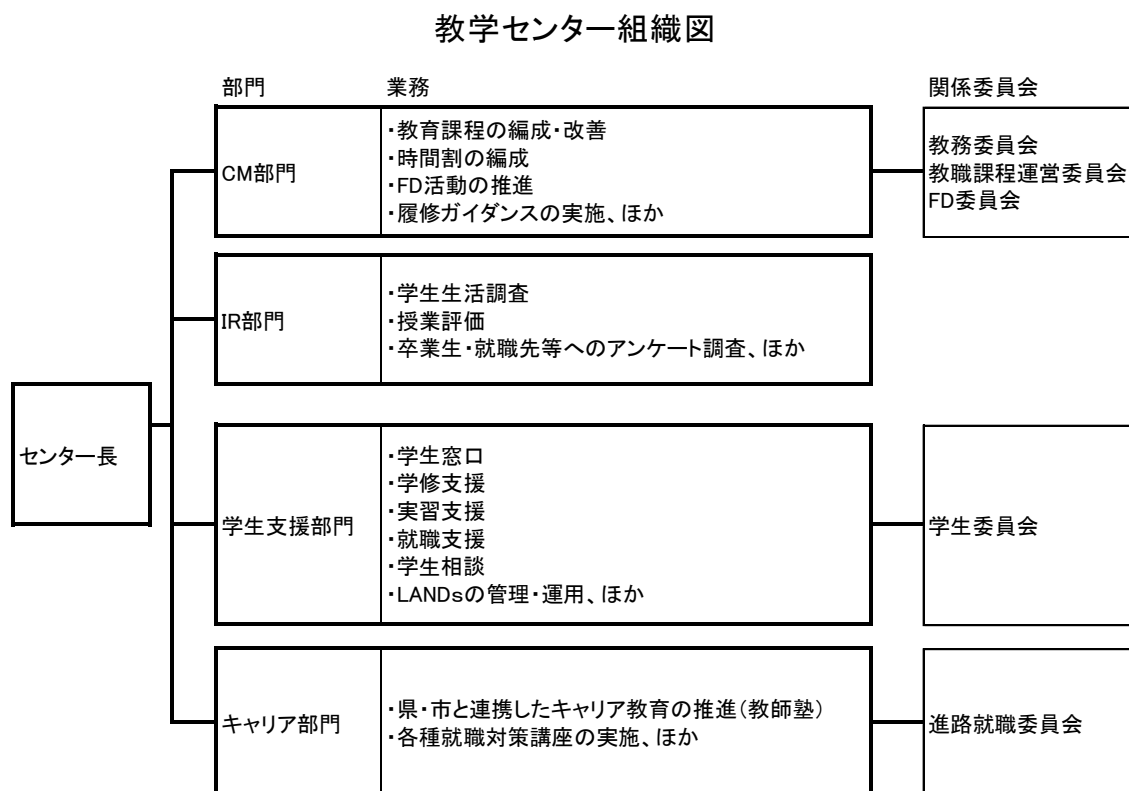 教学センター組織図
部門 業務 関係委員会
CM部門
・教育課程の編成・改善
・時間割の編成
・FD活動の推進
・履修ガイダンスの実施、ほか
教務委員会
教職課程運営委員会
FD委員会
IR部門
・学生生活調査
・授業評価
・卒業生・就職先等へのアンケート調査、ほか
センター長
学生支援部門
・学生窓口
・学修支援
・実習支援
・就職支援
・学生相談
・LANDsの管理・運用、ほか
学生委員会
キャリア部門
・県・市と連携したキャリア教育の推進(教師塾)
・各種就職対策講座の実施、ほか
進路就職委員会